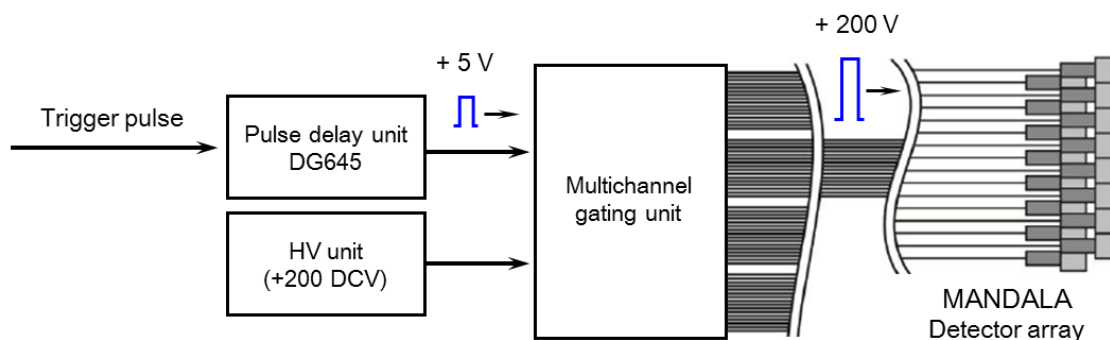 Trigger pulse
Pulse delay unit
DG645
HV unit
(+200 DCV)
+ 5 V
Multichannel
gating unit
+ 200 V
MANDALA
Detector array